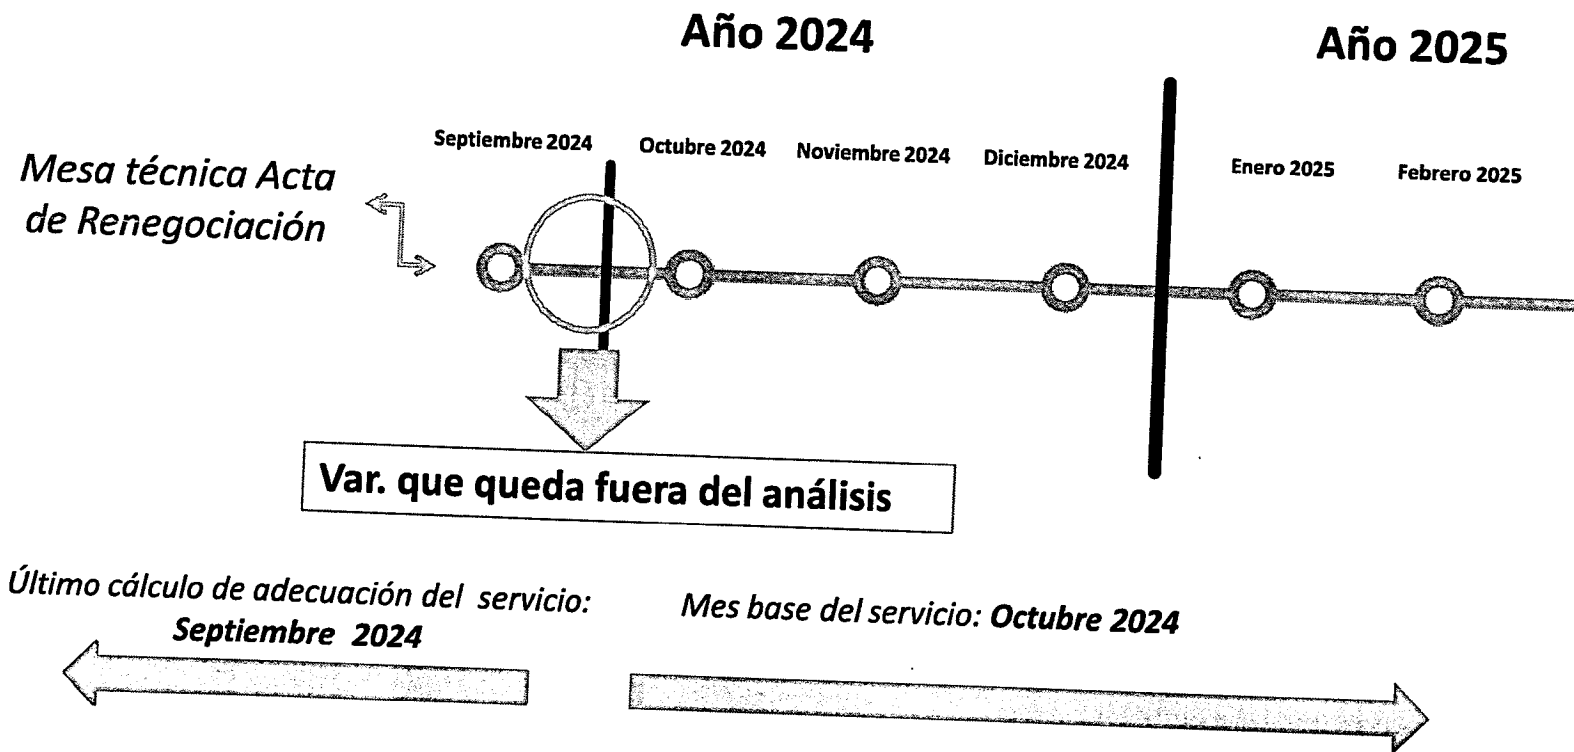 Año 2024
Año 2025
Septiembre 2024
Octubre 2024
Noviembre 2024
Diciembre 2024
Enero 2025
Febrero 2025
Mesa técnica Acta
de Renegociación
Var. que queda fuera del análisis
Último cálculo de adecuación del servicio:
Septiembre 2024
Mes base del servicio: Octubre 2024